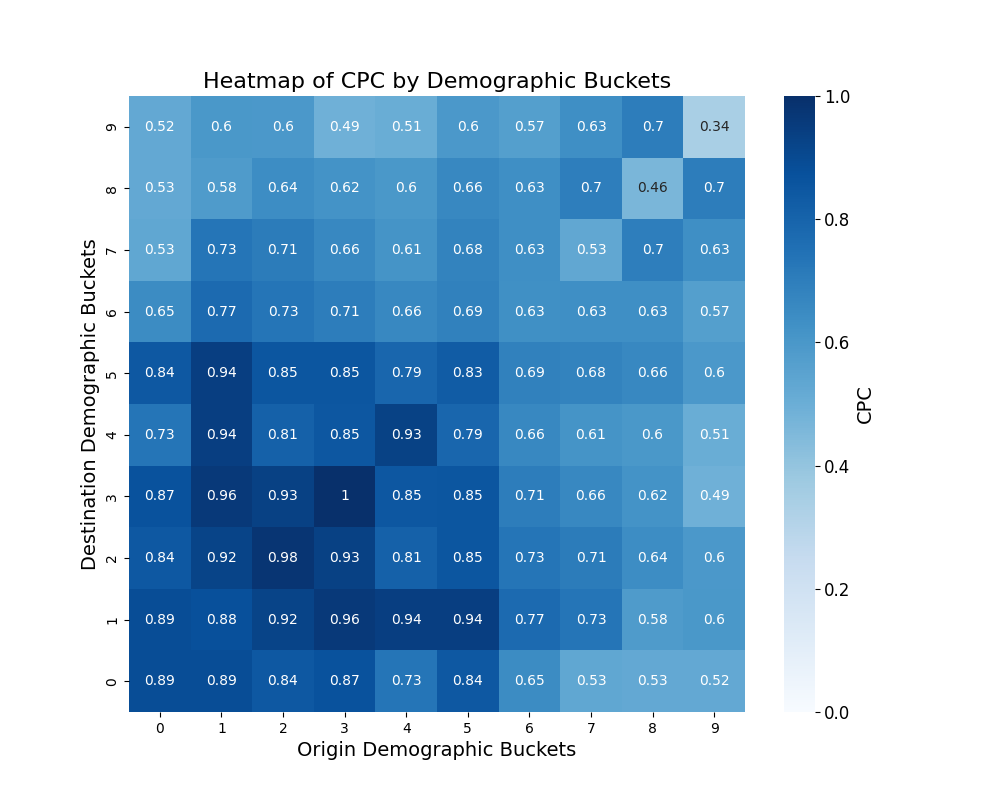 Heatmap of CPC by Demographic Buckets
9 0.52 0.6 0.6 0.49 0.51 0.6 0.57 0.63 0.7 0.34
8 0.53 0.58 0.64 0.62 0.6 0.66 0.63 0.7 0.46 0.7
7 0.53 0.73 0.71 0.66 0.61 0.68 0.63 0.53 0.7 0.63
6 0.65 0.77 0.73 0.71 0.66 0.69 0.63 0.63 0.63 0.57
5 0.84 0.94 0.85 0.85 0.79 0.83 0.69 0.68 0.66 0.6
4 0.73 0.94 0.81 0.85 0.93 0.79 0.66 0.61 0.6 0.51
3 0.87 0.96 0.93 1 0.85 0.85 0.71 0.66 0.62 0.49
2 0.84 0.92 0.98 0.93 0.81 0.85 0.73 0.71 0.64 0.6
1 0.89 0.88 0.92 0.96 0.94 0.94 0.77 0.73 0.58 0.6
0 0.89 0.89 0.84 0.87 0.73 0.84 0.65 0.53 0.53 0.52
0 1 2 3 4 5 6 7 8 9
Origin Demographic Buckets
Destination Demographic Buckets
1.0
0.8
0.6
0.4
0.2
0.0
CPC